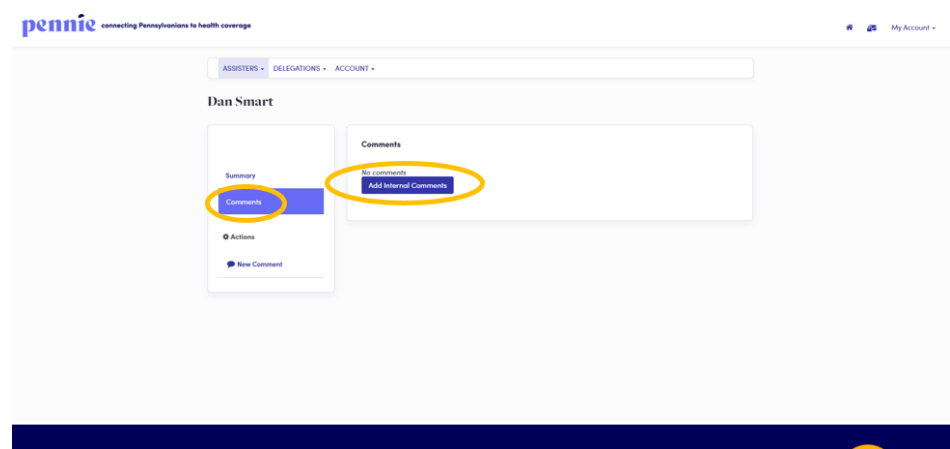 pennie connecting Pennsylvanians to health coverage
My Account
ASSISTERS DELEGATIONS ACCOUNT
Dan Smart
Summary
Comments
Actions
New Comment
Comments
No comments
Add Internal Comments